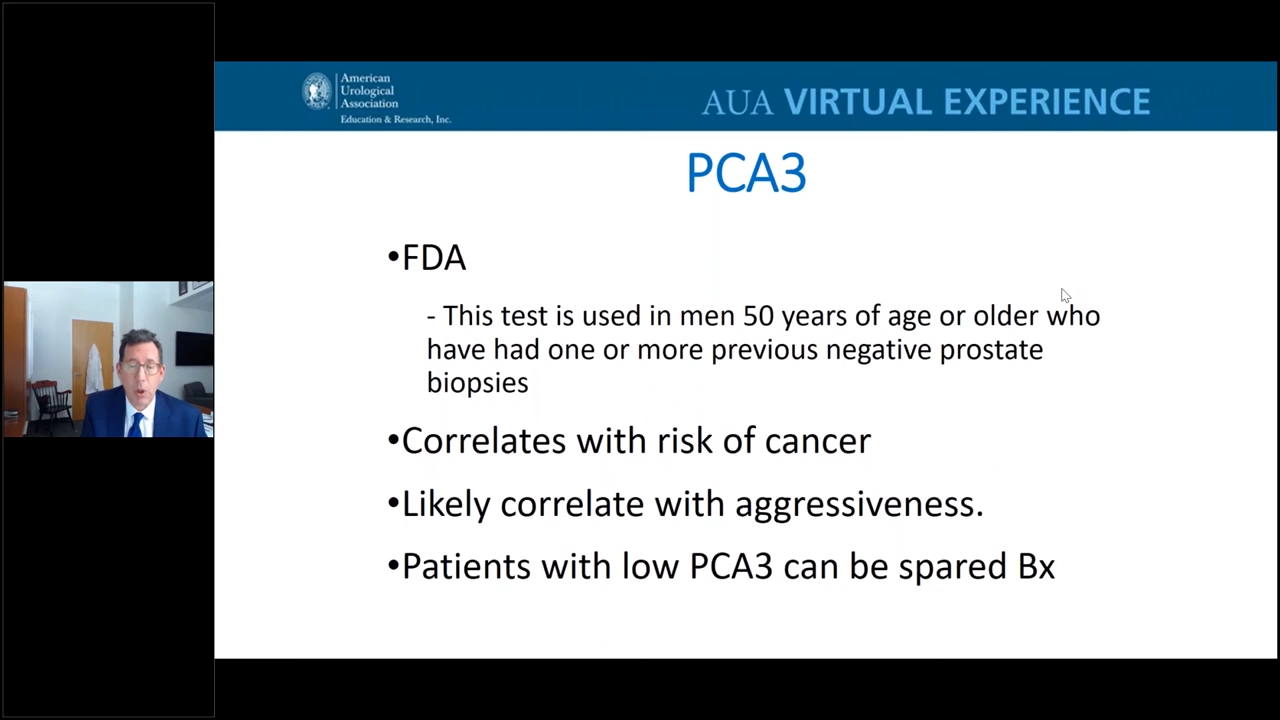 American
Urological
Association
Education & Research, Inc.
AUA VIRTUAL EXPERIENCE
PCA3
•FDA
- This test is used in men 50 years of age or older who
have had one or more previous negative prostate
biopsies
•Correlates with risk of cancer
•Likely correlate with aggressiveness.
•Patients with low PCA3 can be spared Bx